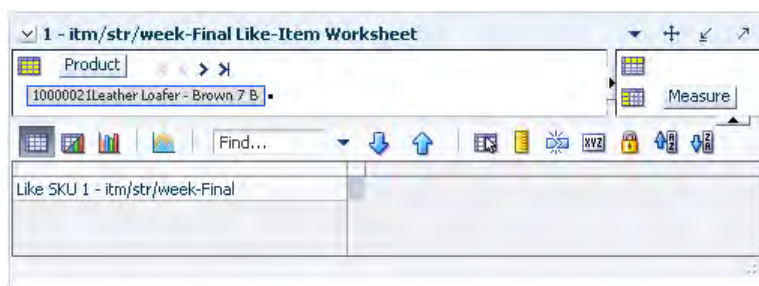 1 - itm/str/week-Final Like-Item Worksheet
Product
10000021Leather Loafer - Brown 7 B
Measure
Find...
XYZ
A
Z
Z
A
Like SKU 1 - itm/str/week-Final